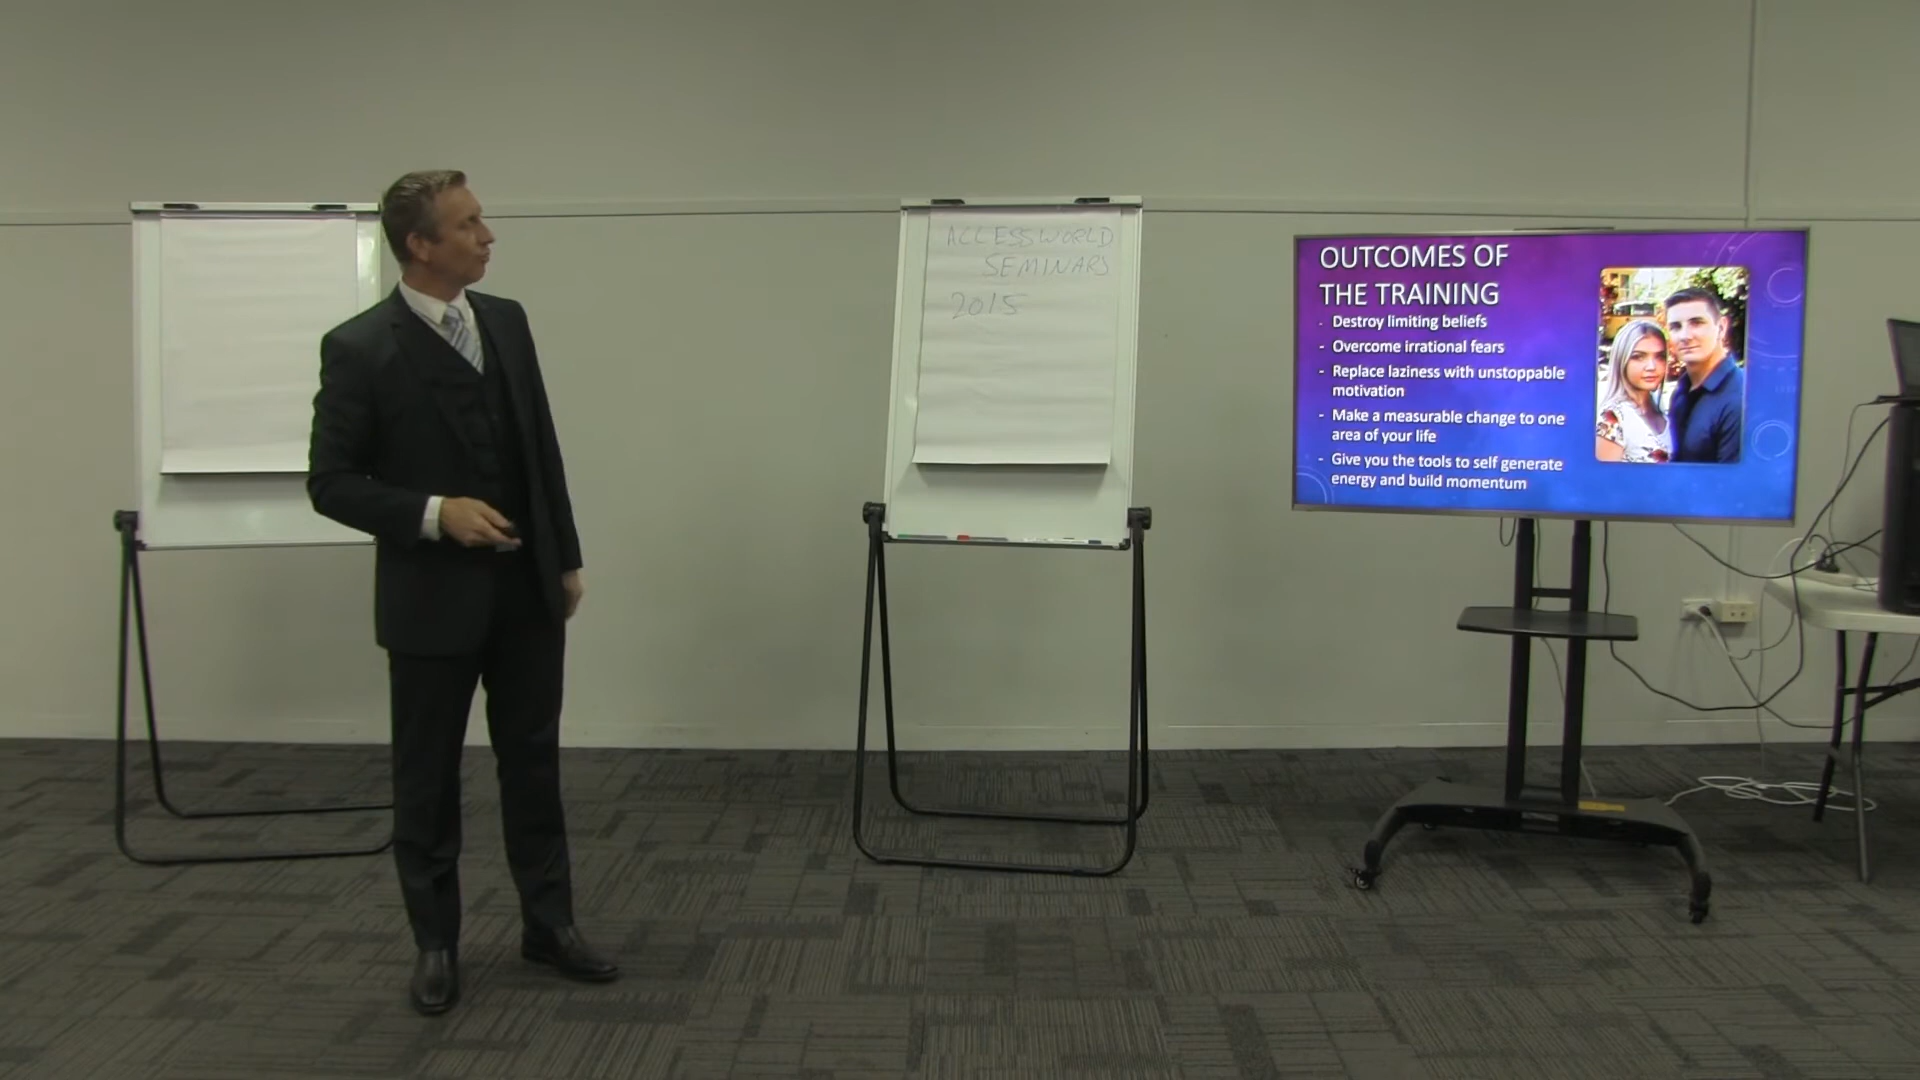 ACCESSWORLD
SEMINARS
2015
OUTCOMES OF
THE TRAINING
- Destroy limiting beliefs
- Overcome irrational fears
- Replace laziness with unstoppable
motivation
- Make a measurable change to one
area of your life
- Give you the tools to self generate
energy and build momentum